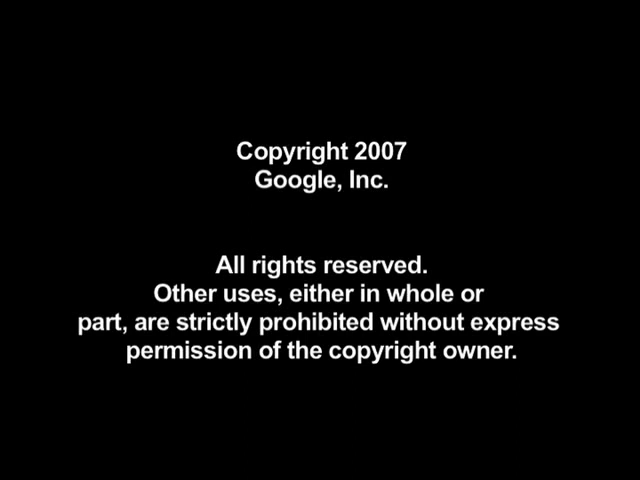 Copyright 2007
Google, Inc.
All rights reserved.
Other uses, either in whole or
part, are strictly prohibited without express
permission of the copyright owner.